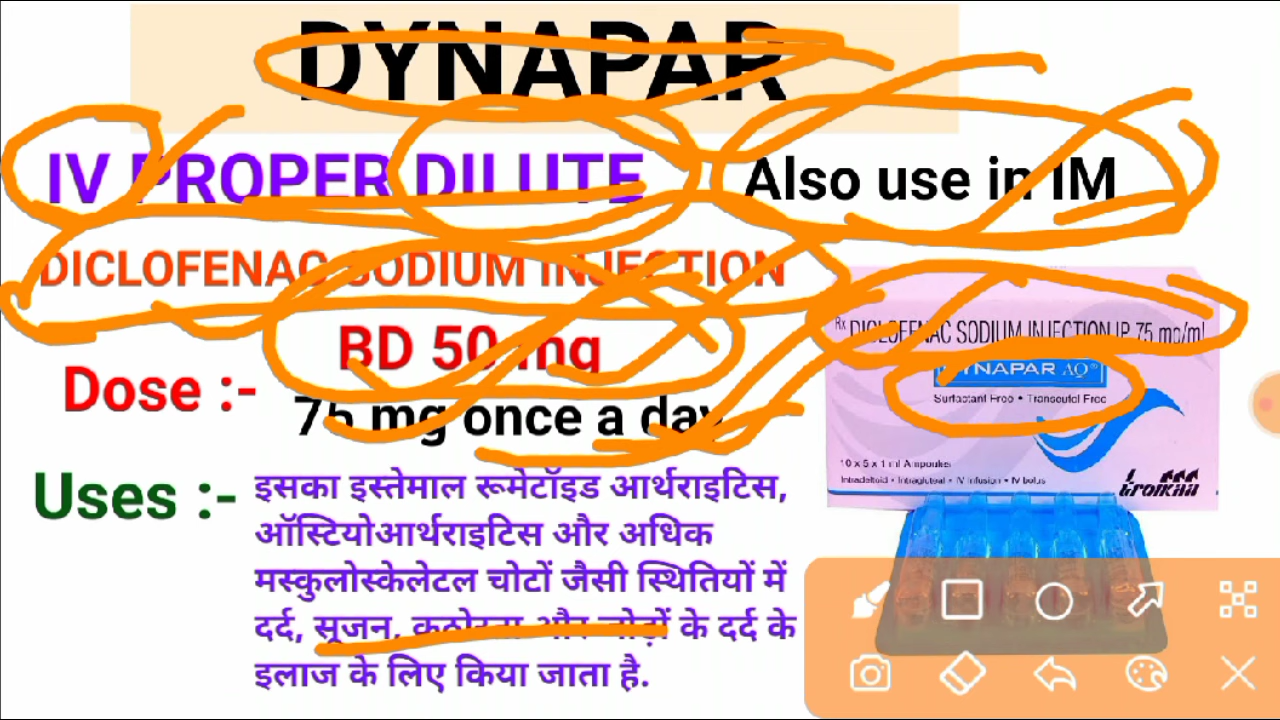 DYNAPAR
IV PROPER DILUTE
Also use in IM
DICLOFENAC SODIUM INJECTION
Dose :-
BD 50 mg
75 mg once a day
Uses :-
इसका इस्तेमाल रूमेटॉइड आर्थराइटिस,
ऑस्टियोआर्थराइटिस और अधिक
मस्कुलोस्केलेटल चोटों जैसी स्थितियों में
दर्द, सूजन, कठोरता और जोड़ों के दर्द के
इलाज के लिए किया जाता है.
Rx DICLOFENAC SODIUM INJECTION IP 75 mg/ml
DYNAPAR AQ®
Surfactant Free • Transcutol Free
10 x 5 x 1 ml Ampoules
Intradeltoid • Intragluteal • IV infusion • IV bolus
troikaa